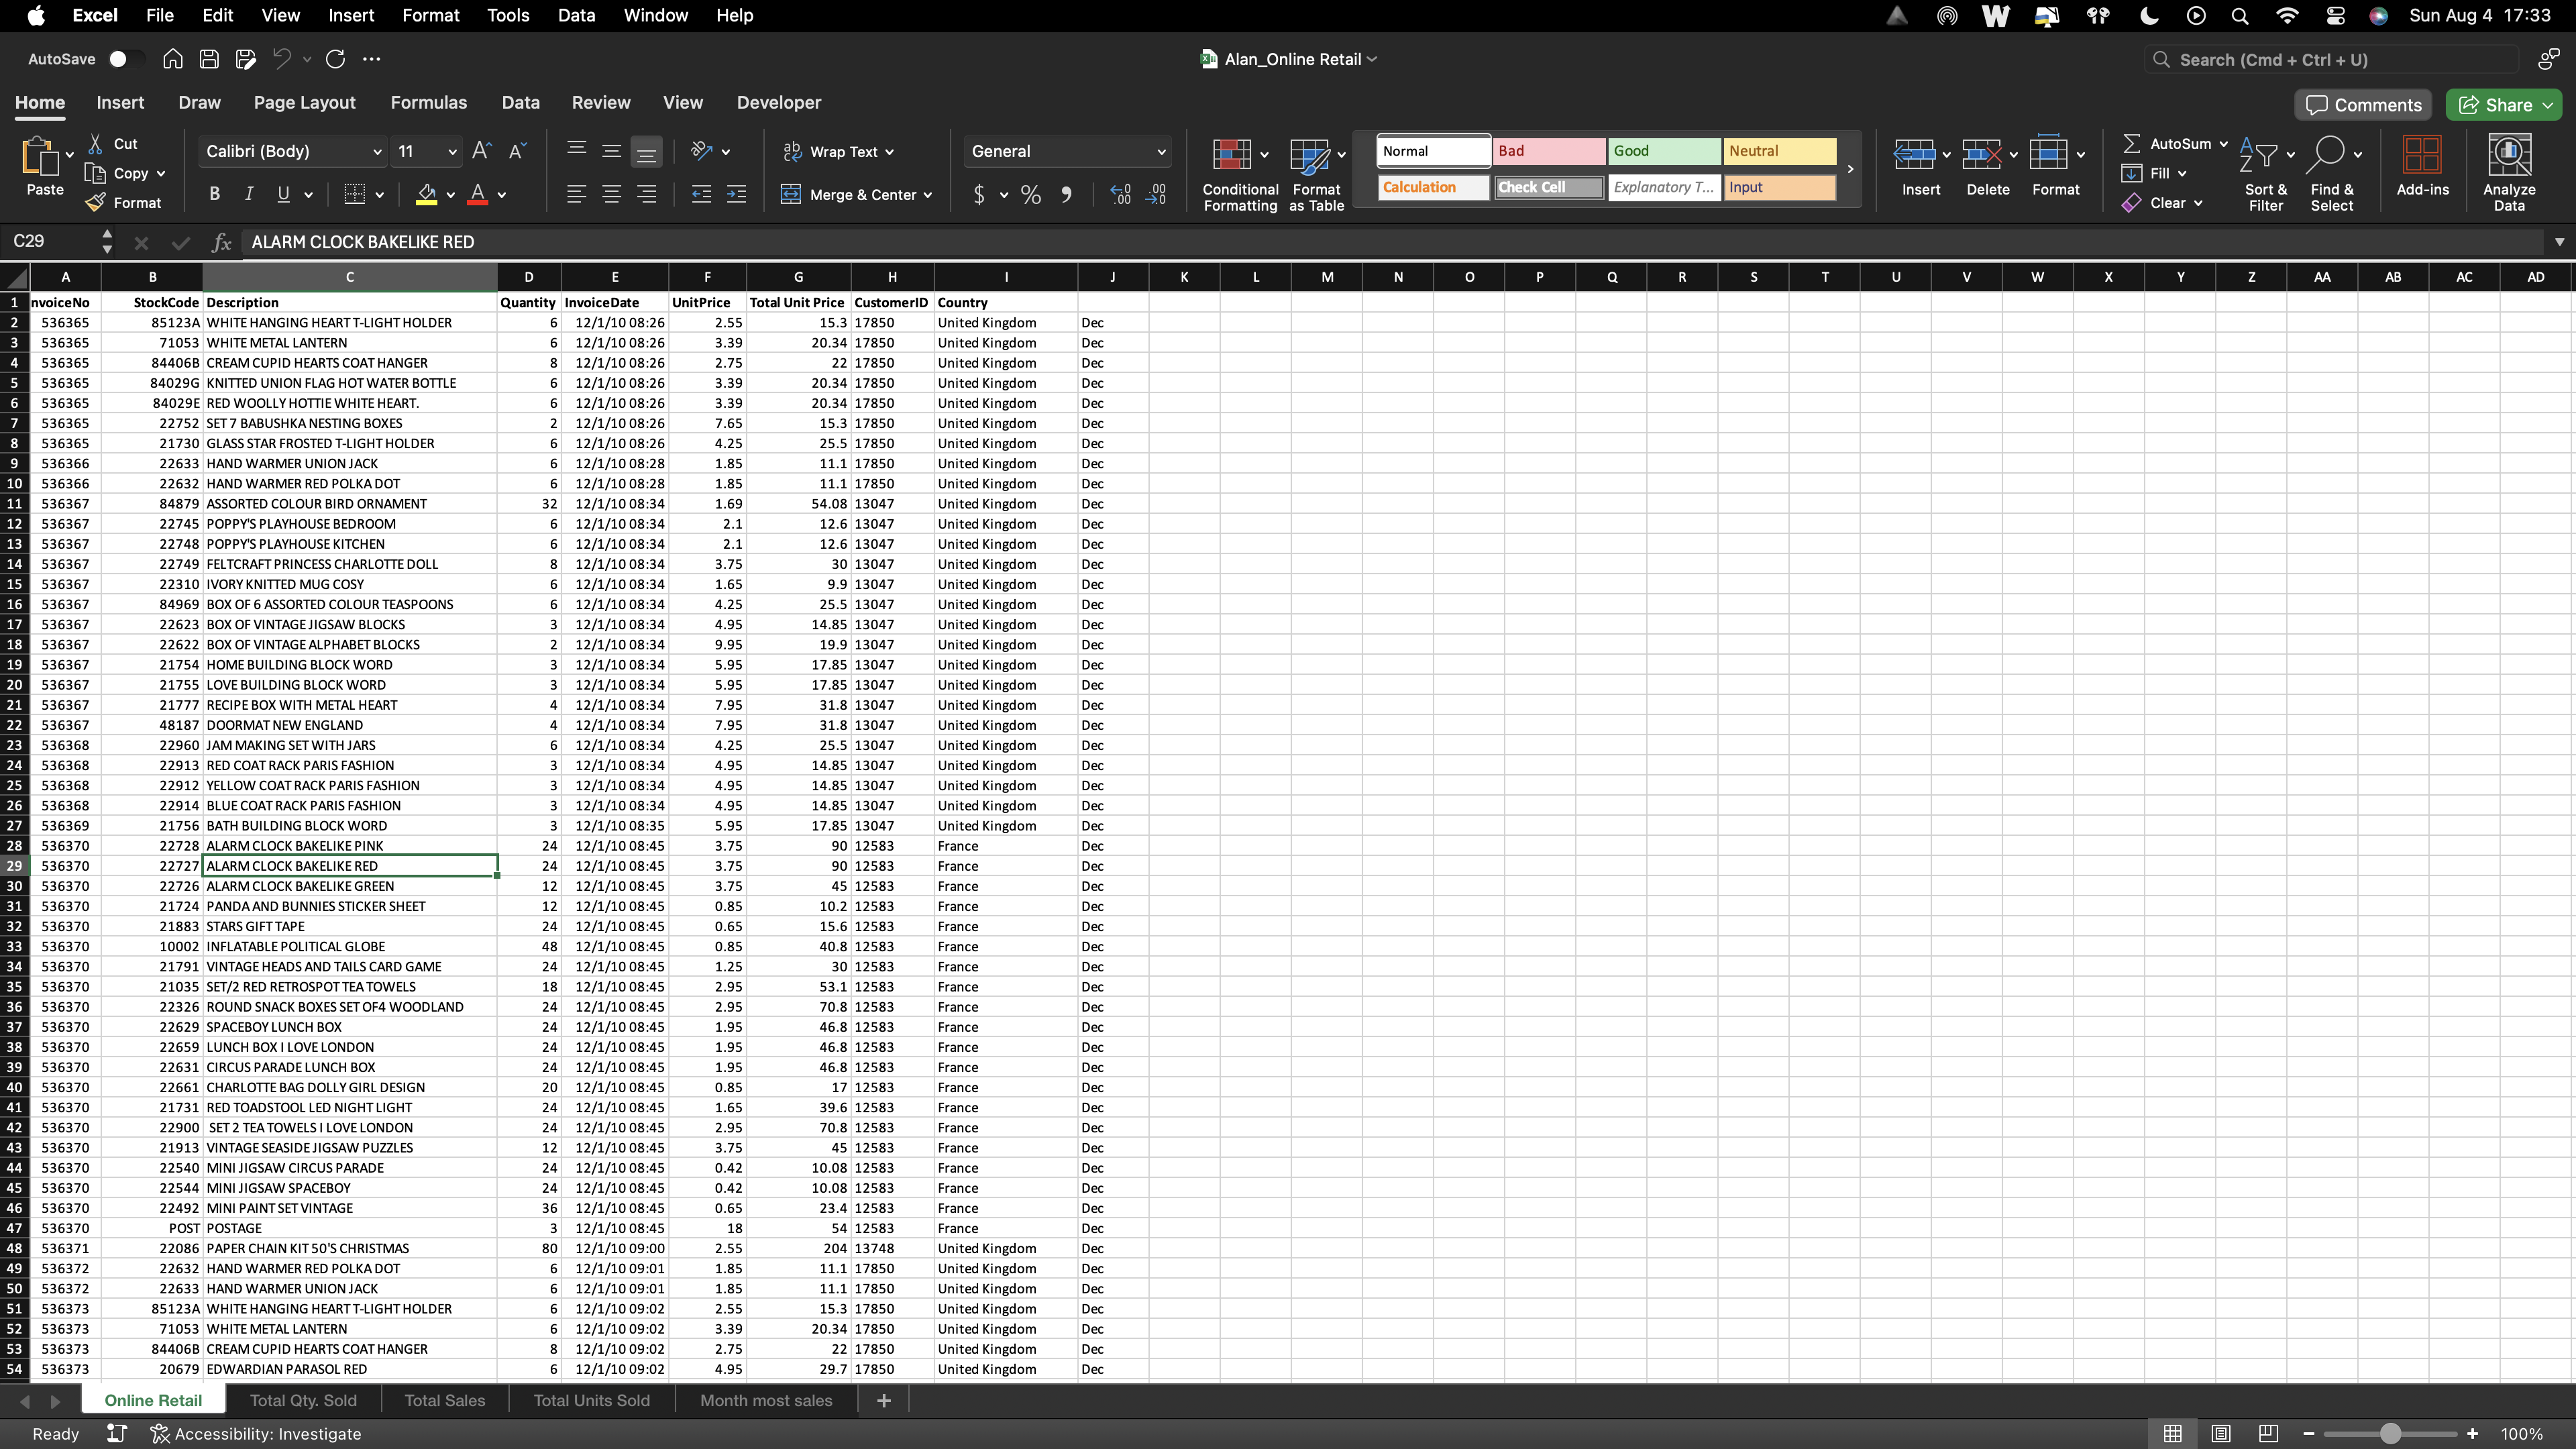 Excel File Edit View Insert Format Tools Data Window Help Sun Aug 4 17:33
AutoSave Alan_Online Retail Search (Cmd + Ctrl + U)
Home Insert Draw Page Layout Formulas Data Review View Developer Comments Share
Paste Cut Copy Format Calibri (Body) 11 Wrap Text Merge & Center General Conditional Formatting Format as Table Normal Bad Good Neutral Calculation Check Cell Explanatory T... Input Insert Delete Format AutoSum Fill Clear Sort & Filter Find & Select Add-ins Analyze Data
C29 fx ALARM CLOCK BAKELIKE RED
A B C D E F G H I J K L M N O P Q R S T U V W X Y Z AA AB AC AD
1 nvoiceNo StockCode Description Quantity InvoiceDate UnitPrice Total Unit Price CustomerID Country
2 536365 85123A WHITE HANGING HEART T-LIGHT HOLDER 6 12/1/10 08:26 2.55 15.3 17850 United Kingdom Dec
3 536365 71053 WHITE METAL LANTERN 6 12/1/10 08:26 3.39 20.34 17850 United Kingdom Dec
4 536365 84406B CREAM CUPID HEARTS COAT HANGER 8 12/1/10 08:26 2.75 22 17850 United Kingdom Dec
5 536365 84029G KNITTED UNION FLAG HOT WATER BOTTLE 6 12/1/10 08:26 3.39 20.34 17850 United Kingdom Dec
6 536365 84029E RED WOOLLY HOTTIE WHITE HEART. 6 12/1/10 08:26 3.39 20.34 17850 United Kingdom Dec
7 536365 22752 SET 7 BABUSHKA NESTING BOXES 2 12/1/10 08:26 7.65 15.3 17850 United Kingdom Dec
8 536365 21730 GLASS STAR FROSTED T-LIGHT HOLDER 6 12/1/10 08:26 4.25 25.5 17850 United Kingdom Dec
9 536366 22633 HAND WARMER UNION JACK 6 12/1/10 08:28 1.85 11.1 17850 United Kingdom Dec
10 536366 22632 HAND WARMER RED POLKA DOT 6 12/1/10 08:28 1.85 11.1 17850 United Kingdom Dec
11 536367 84879 ASSORTED COLOUR BIRD ORNAMENT 32 12/1/10 08:34 1.69 54.08 13047 United Kingdom Dec
12 536367 22745 POPPY'S PLAYHOUSE BEDROOM 6 12/1/10 08:34 2.1 12.6 13047 United Kingdom Dec
13 536367 22748 POPPY'S PLAYHOUSE KITCHEN 6 12/1/10 08:34 2.1 12.6 13047 United Kingdom Dec
14 536367 22749 FELTCRAFT PRINCESS CHARLOTTE DOLL 8 12/1/10 08:34 3.75 30 13047 United Kingdom Dec
15 536367 22310 IVORY KNITTED MUG COSY 6 12/1/10 08:34 1.65 9.9 13047 United Kingdom Dec
16 536367 84969 BOX OF 6 ASSORTED COLOUR TEASPOONS 6 12/1/10 08:34 4.25 25.5 13047 United Kingdom Dec
17 536367 22623 BOX OF VINTAGE JIGSAW BLOCKS 3 12/1/10 08:34 4.95 14.85 13047 United Kingdom Dec
18 536367 22622 BOX OF VINTAGE ALPHABET BLOCKS 2 12/1/10 08:34 9.95 19.9 13047 United Kingdom Dec
19 536367 21754 HOME BUILDING BLOCK WORD 3 12/1/10 08:34 5.95 17.85 13047 United Kingdom Dec
20 536367 21755 LOVE BUILDING BLOCK WORD 3 12/1/10 08:34 5.95 17.85 13047 United Kingdom Dec
21 536367 21777 RECIPE BOX WITH METAL HEART 4 12/1/10 08:34 7.95 31.8 13047 United Kingdom Dec
22 536367 48187 DOORMAT NEW ENGLAND 4 12/1/10 08:34 7.95 31.8 13047 United Kingdom Dec
23 536368 22960 JAM MAKING SET WITH JARS 6 12/1/10 08:34 4.25 25.5 13047 United Kingdom Dec
24 536368 22913 RED COAT RACK PARIS FASHION 3 12/1/10 08:34 4.95 14.85 13047 United Kingdom Dec
25 536368 22912 YELLOW COAT RACK PARIS FASHION 3 12/1/10 08:34 4.95 14.85 13047 United Kingdom Dec
26 536368 22914 BLUE COAT RACK PARIS FASHION 3 12/1/10 08:34 4.95 14.85 13047 United Kingdom Dec
27 536369 21756 BATH BUILDING BLOCK WORD 3 12/1/10 08:35 5.95 17.85 13047 United Kingdom Dec
28 536370 22728 ALARM CLOCK BAKELIKE PINK 24 12/1/10 08:45 3.75 90 12583 France Dec
29 536370 22727 ALARM CLOCK BAKELIKE RED 24 12/1/10 08:45 3.75 90 12583 France Dec
30 536370 22726 ALARM CLOCK BAKELIKE GREEN 12 12/1/10 08:45 3.75 45 12583 France Dec
31 536370 21724 PANDA AND BUNNIES STICKER SHEET 12 12/1/10 08:45 0.85 10.2 12583 France Dec
32 536370 21883 STARS GIFT TAPE 24 12/1/10 08:45 0.65 15.6 12583 France Dec
33 536370 10002 INFLATABLE POLITICAL GLOBE 48 12/1/10 08:45 0.85 40.8 12583 France Dec
34 536370 21791 VINTAGE HEADS AND TAILS CARD GAME 24 12/1/10 08:45 1.25 30 12583 France Dec
35 536370 21035 SET/2 RED RETROSPOT TEA TOWELS 18 12/1/10 08:45 2.95 53.1 12583 France Dec
36 536370 22326 ROUND SNACK BOXES SET OF4 WOODLAND 24 12/1/10 08:45 2.95 70.8 12583 France Dec
37 536370 22629 SPACEBOY LUNCH BOX 24 12/1/10 08:45 1.95 46.8 12583 France Dec
38 536370 22659 LUNCH BOX I LOVE LONDON 24 12/1/10 08:45 1.95 46.8 12583 France Dec
39 536370 22631 CIRCUS PARADE LUNCH BOX 24 12/1/10 08:45 1.95 46.8 12583 France Dec
40 536370 22661 CHARLOTTE BAG DOLLY GIRL DESIGN 20 12/1/10 08:45 0.85 17 12583 France Dec
41 536370 21731 RED TOADSTOOL LED NIGHT LIGHT 24 12/1/10 08:45 1.65 39.6 12583 France Dec
42 536370 22900 SET 2 TEA TOWELS I LOVE LONDON 24 12/1/10 08:45 2.95 70.8 12583 France Dec
43 536370 21913 VINTAGE SEASIDE JIGSAW PUZZLES 12 12/1/10 08:45 3.75 45 12583 France Dec
44 536370 22540 MINI JIGSAW CIRCUS PARADE 24 12/1/10 08:45 0.42 10.08 12583 France Dec
45 536370 22544 MINI JIGSAW SPACEBOY 24 12/1/10 08:45 0.42 10.08 12583 France Dec
46 536370 22492 MINI PAINT SET VINTAGE 36 12/1/10 08:45 0.65 23.4 12583 France Dec
47 536370 POST POSTAGE 3 12/1/10 08:45 18 54 12583 France Dec
48 536371 22086 PAPER CHAIN KIT 50'S CHRISTMAS 80 12/1/10 09:00 2.55 204 13748 United Kingdom Dec
49 536372 22632 HAND WARMER RED POLKA DOT 6 12/1/10 09:01 1.85 11.1 17850 United Kingdom Dec
50 536372 22633 HAND WARMER UNION JACK 6 12/1/10 09:01 1.85 11.1 17850 United Kingdom Dec
51 536373 85123A WHITE HANGING HEART T-LIGHT HOLDER 6 12/1/10 09:02 2.55 15.3 17850 United Kingdom Dec
52 536373 71053 WHITE METAL LANTERN 6 12/1/10 09:02 3.39 20.34 17850 United Kingdom Dec
53 536373 84406B CREAM CUPID HEARTS COAT HANGER 8 12/1/10 09:02 2.75 22 17850 United Kingdom Dec
54 536373 20679 EDWARDIAN PARASOL RED 6 12/1/10 09:02 4.95 29.7 17850 United Kingdom Dec
Online Retail Total Qty. Sold Total Sales Total Units Sold Month most sales +
Ready Accessibility: Investigate 100%